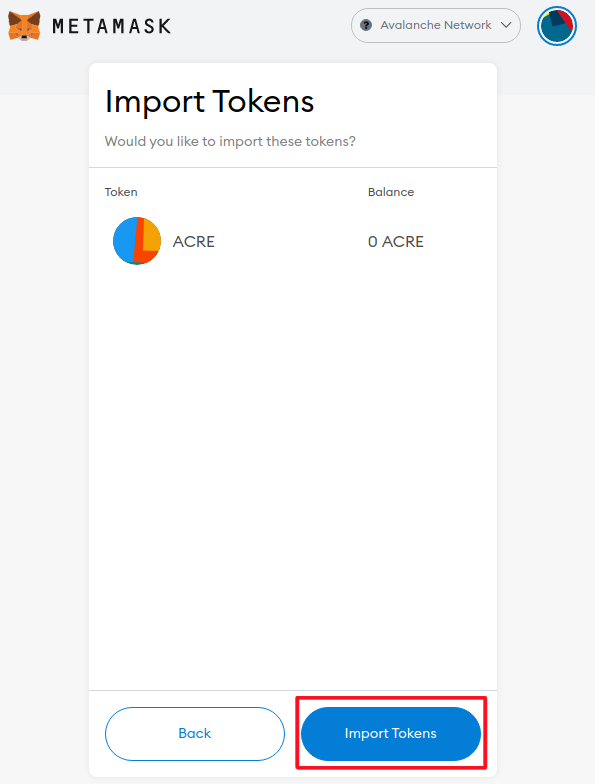 METAMASK
? Avalanche Network
Import Tokens
Would you like to import these tokens?
Token Balance
ACRE 0 ACRE
Back Import Tokens